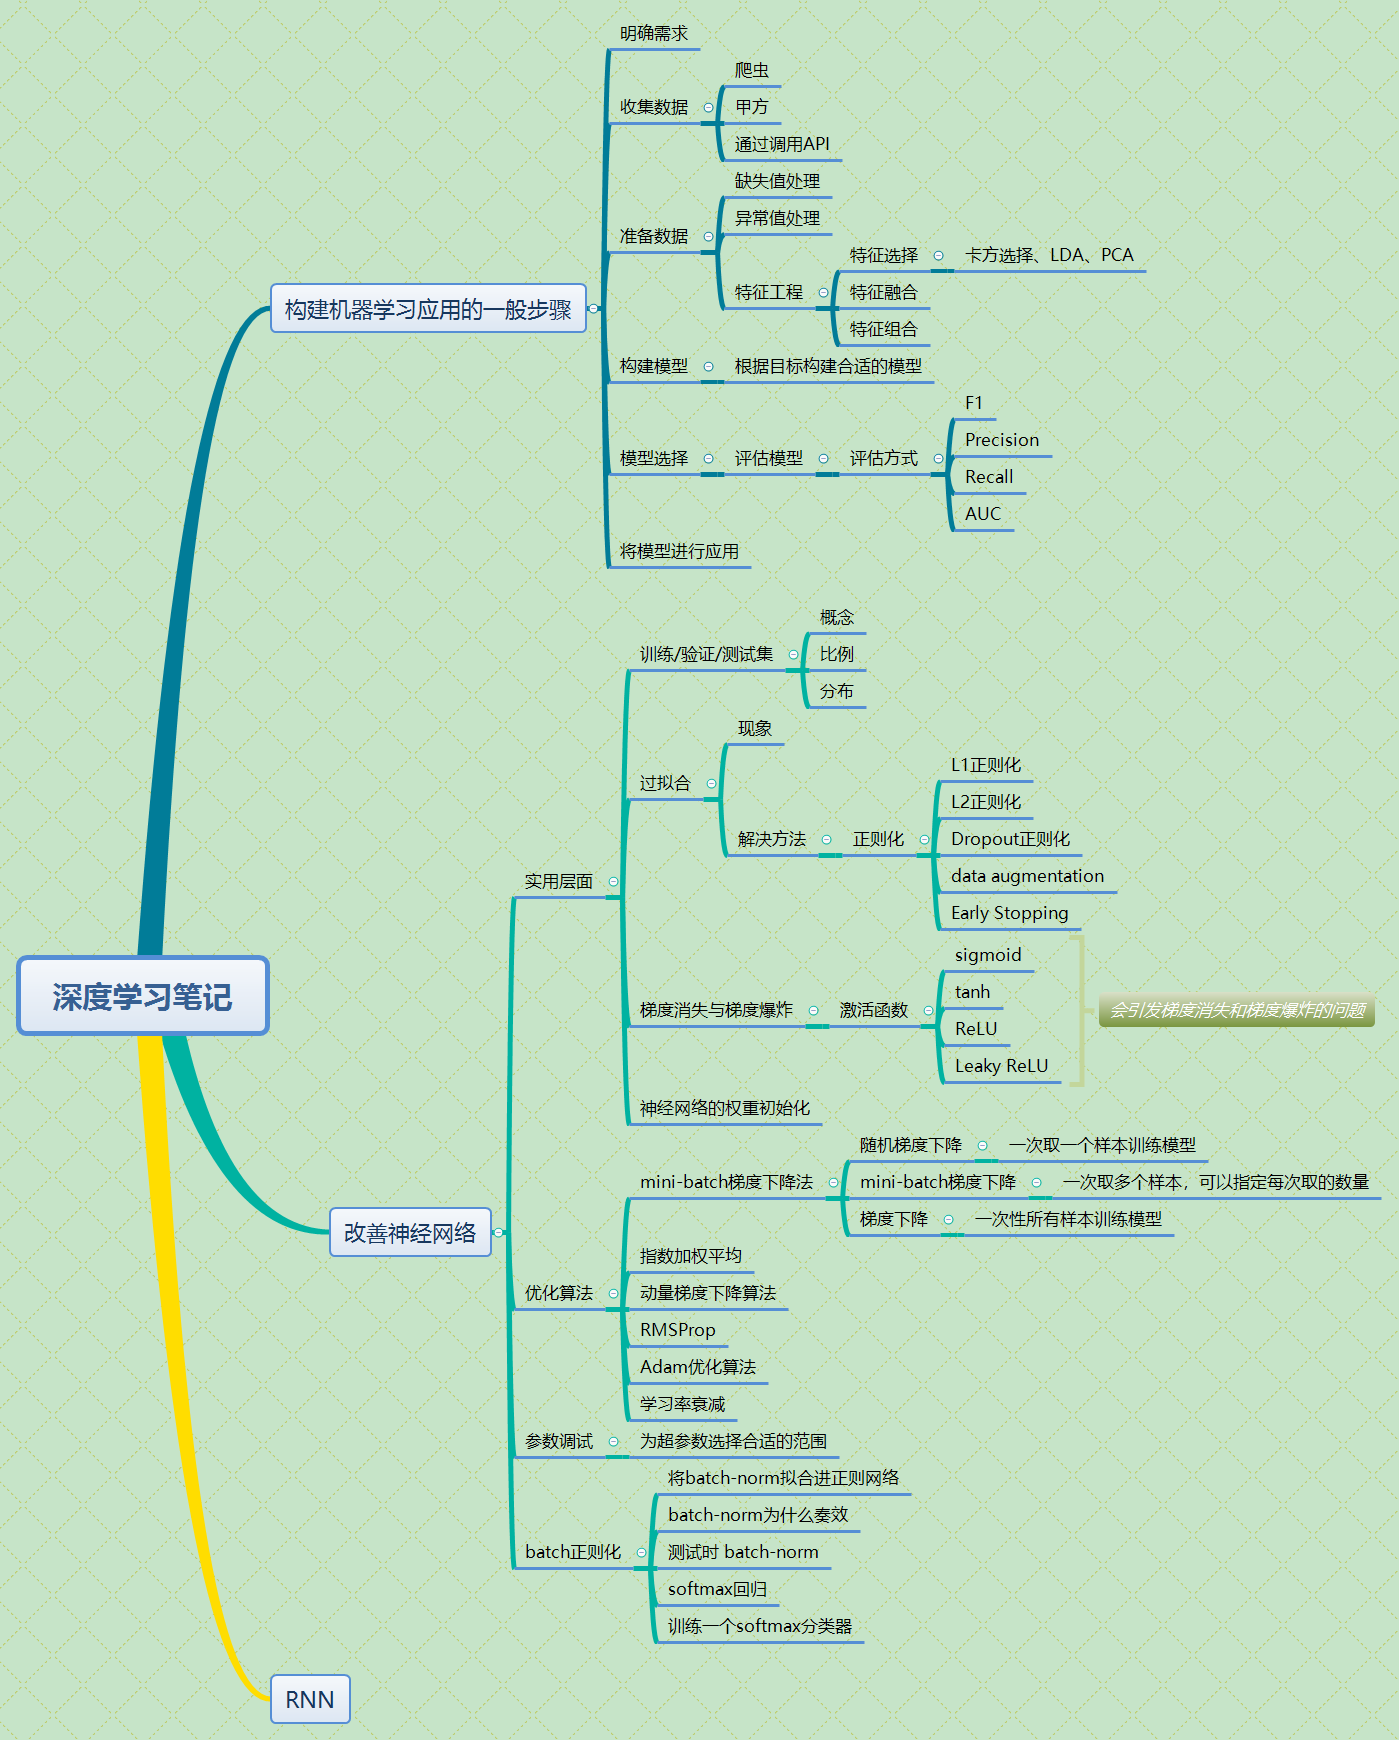 深度学习笔记
构建机器学习应用的一般步骤
明确需求
收集数据
爬虫
甲方
通过调用API
准备数据
缺失值处理
异常值处理
特征工程
特征选择
卡方选择、LDA、PCA
特征融合
特征组合
构建模型
根据目标构建合适的模型
模型选择
评估模型
评估方式
F1
Precision
Recall
AUC
将模型进行应用
改善神经网络
实用层面
训练/验证/测试集
概念
比例
分布
过拟合
现象
解决方法
正则化
L1正则化
L2正则化
Dropout正则化
data augmentation
Early Stopping
梯度消失与梯度爆炸
激活函数
sigmoid
tanh
ReLU
Leaky ReLU
会引发梯度消失和梯度爆炸的问题
神经网络的权重初始化
优化算法
mini-batch梯度下降法
随机梯度下降
一次取一个样本训练模型
mini-batch梯度下降
一次取多个样本，可以指定每次取的数量
梯度下降
一次性所有样本训练模型
指数加权平均
动量梯度下降算法
RMSProp
Adam优化算法
学习率衰减
参数调试
为超参数选择合适的范围
batch正则化
将batch-norm拟合进正则网络
batch-norm为什么奏效
测试时 batch-norm
softmax回归
训练一个softmax分类器
RNN